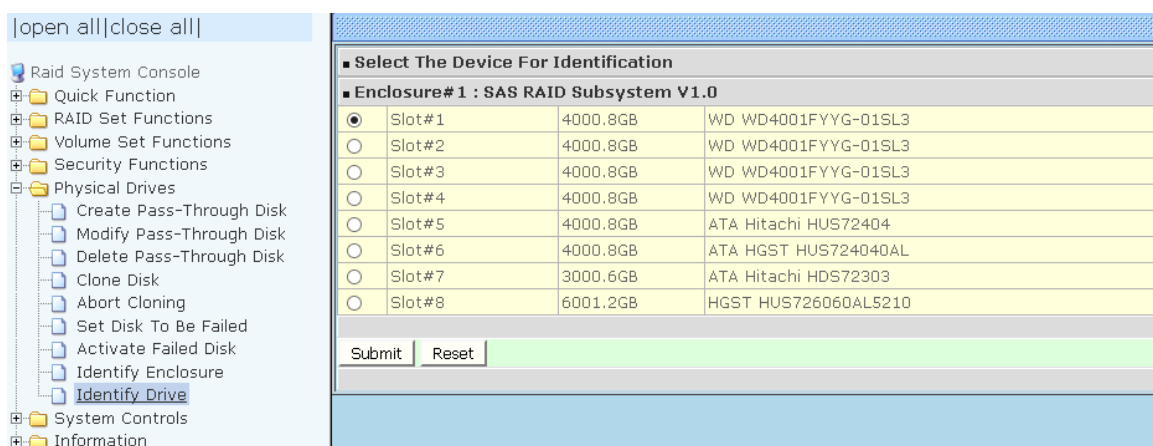 |open all|close all|
Raid System Console
Quick Function
RAID Set Functions
Volume Set Functions
Security Functions
Physical Drives
Create Pass-Through Disk
Modify Pass-Through Disk
Delete Pass-Through Disk
Clone Disk
Abort Cloning
Set Disk To Be Failed
Activate Failed Disk
Identify Enclosure
Identify Drive
System Controls
Information
Select The Device For Identification
Enclosure#1 : SAS RAID Subsystem V1.0
Slot#1 4000.8GB WD WD4001FYYG-01SL3
Slot#2 4000.8GB WD WD4001FYYG-01SL3
Slot#3 4000.8GB WD WD4001FYYG-01SL3
Slot#4 4000.8GB WD WD4001FYYG-01SL3
Slot#5 4000.8GB ATA Hitachi HUS72404
Slot#6 4000.8GB ATA HGST HUS724040AL
Slot#7 3000.6GB ATA Hitachi HDS72303
Slot#8 6001.2GB HGST HUS726060AL5210
Submit Reset